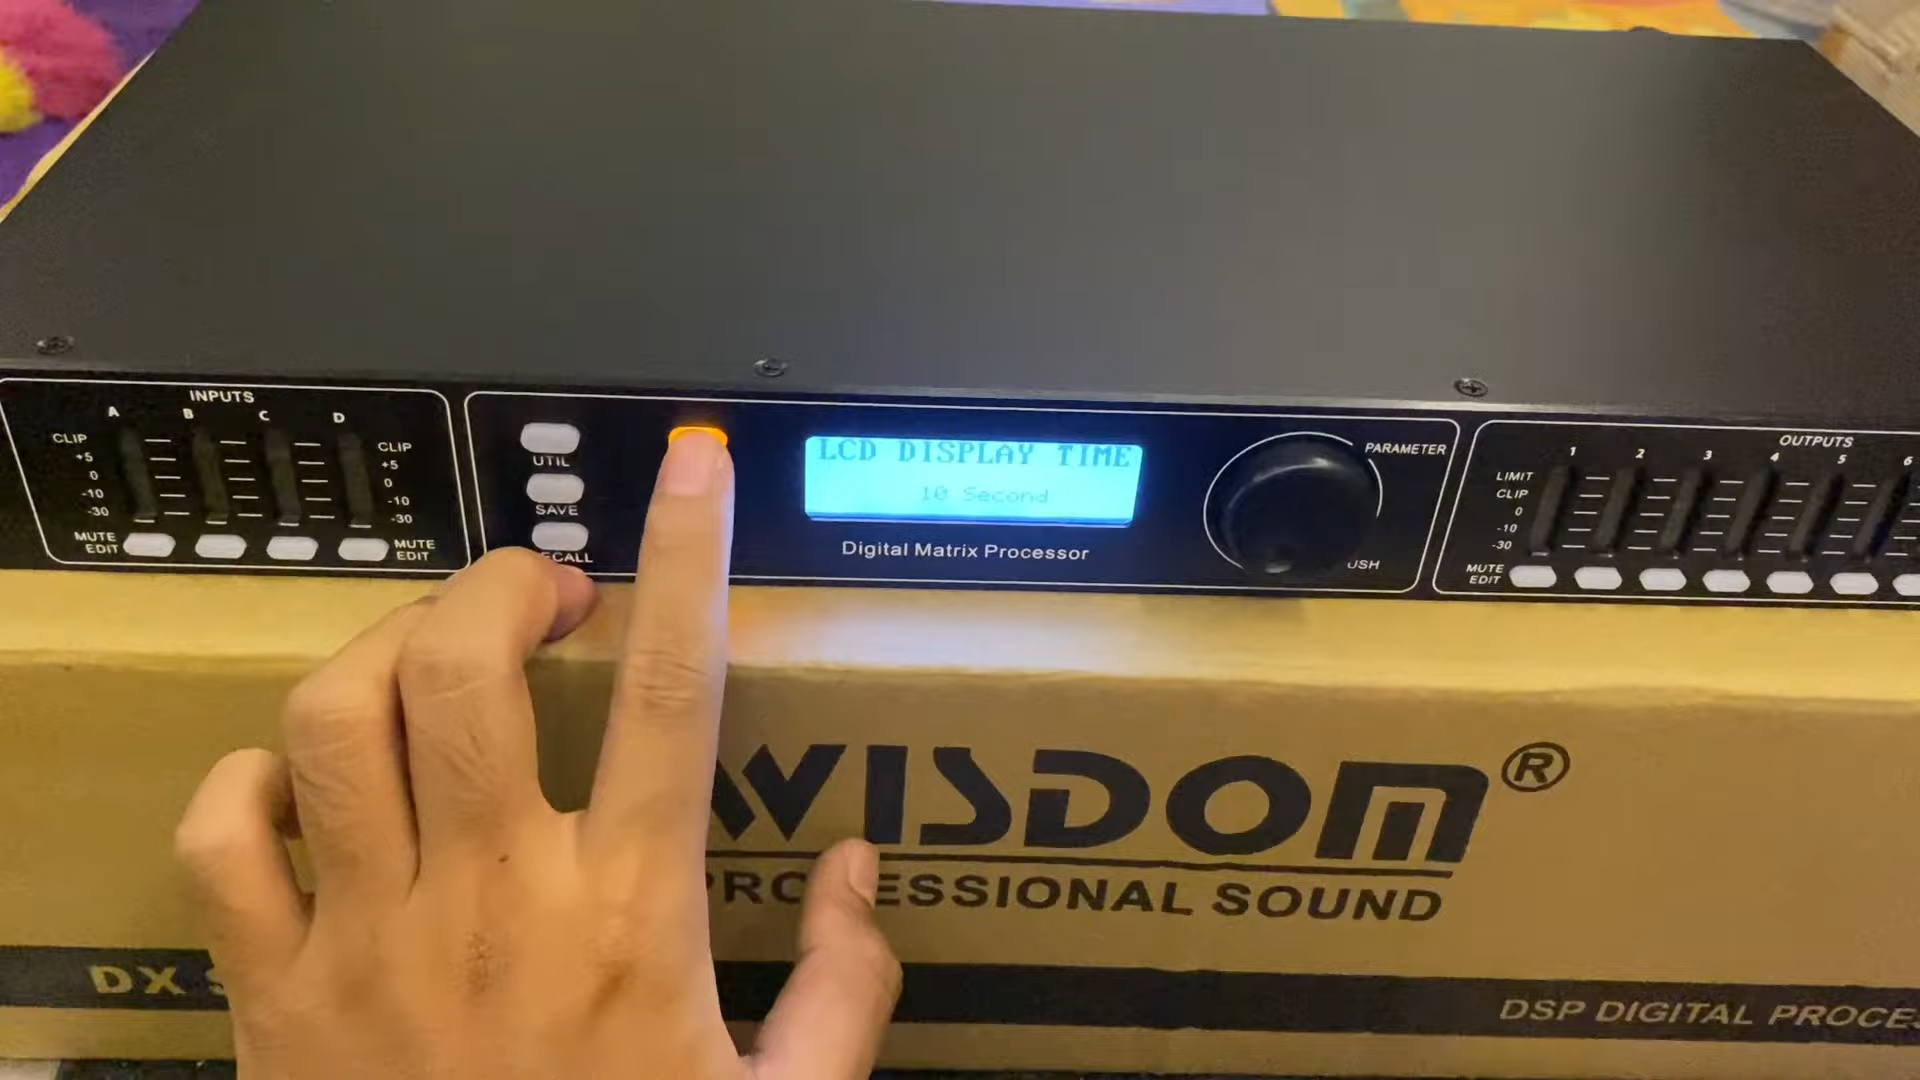 INPUTS
A B C D
CLIP
+5
0
-10
-30
CLIP
+5
0
-10
-30
MUTE
EDIT
MUTE
EDIT
UTIL
SAVE
LCD DISPLAY TIME
10 Second
Digital Matrix Processor
PARAMETER
OUTPUTS
1 2 3 4 5 6
LIMIT
CLIP
0
-10
-30
MUTE
EDIT
WISDOM®
PROFESSIONAL SOUND
DX
DSP DIGITAL